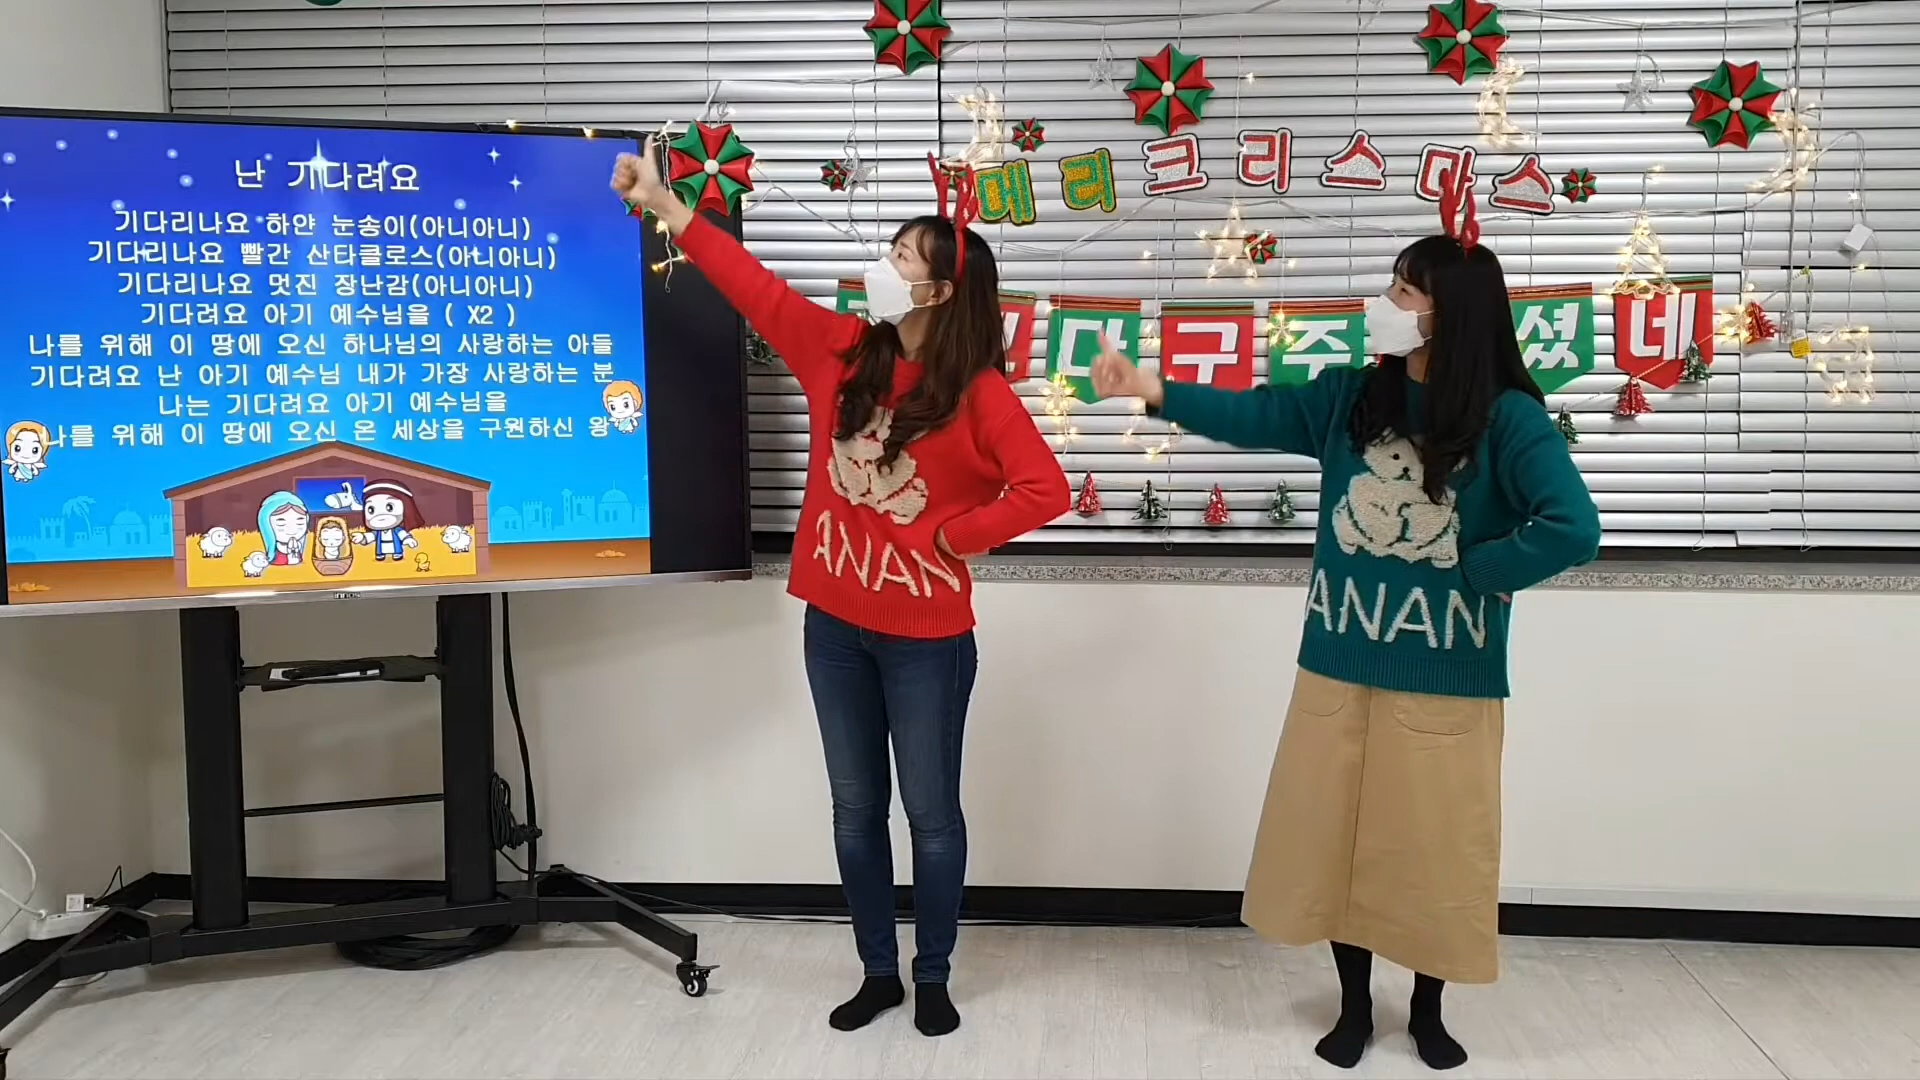 난 기다려요
기다리나요 하얀 눈송이(아니아니)
기다리나요 빨간 산타클로스(아니아니)
기다리나요 멋진 장난감(아니아니)
기다려요 아기 예수님을 ( X2 )
나를 위해 이 땅에 오신 하나님의 사랑하는 아들
기다려요 난 아기 예수님 내가 가장 사랑하는 분
나는 기다려요 아기 예수님을
나를 위해 이 땅에 오신 온 세상을 구원하신 왕
innos
메리크리스마스
다구주 셨네
ANAN
ANAN